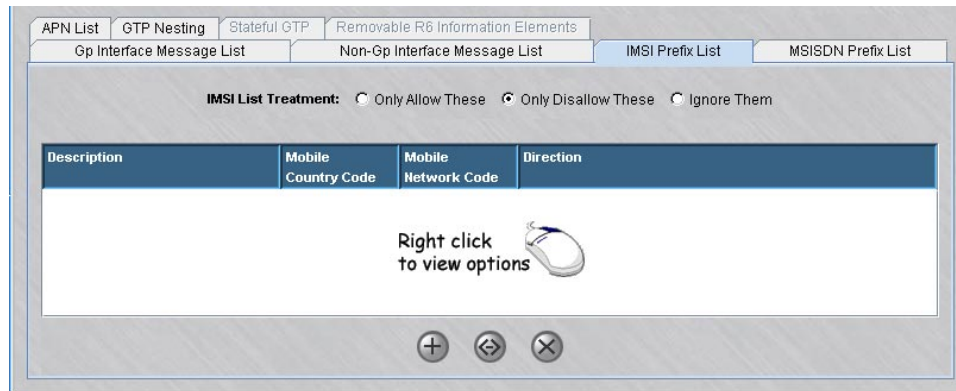 APN List GTP Nesting Stateful GTP Removable R6 Information Elements
Gp Interface Message List Non-Gp Interface Message List IMSI Prefix List MSISDN Prefix List
IMSI List Treatment: Only Allow These Only Disallow These Ignore Them
Description Mobile Country Code Mobile Network Code Direction
Right click
to view options